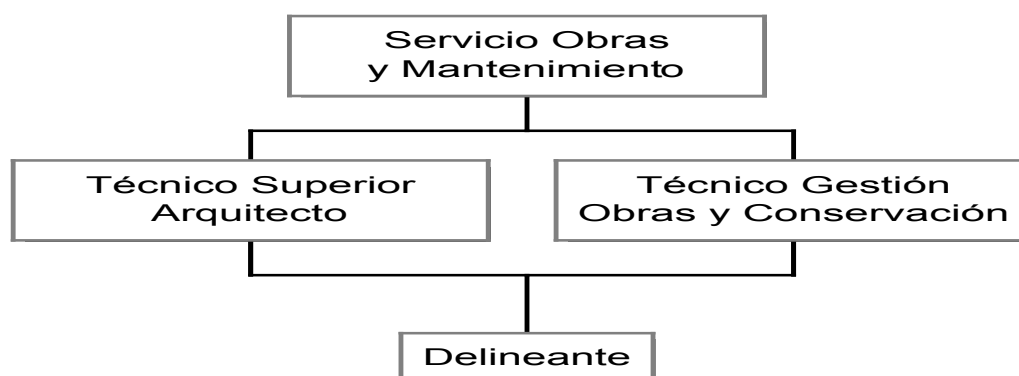 Servicio Obras
y Mantenimiento
Técnico Superior
Arquitecto
Técnico Gestión
Obras y Conservación
Delineante